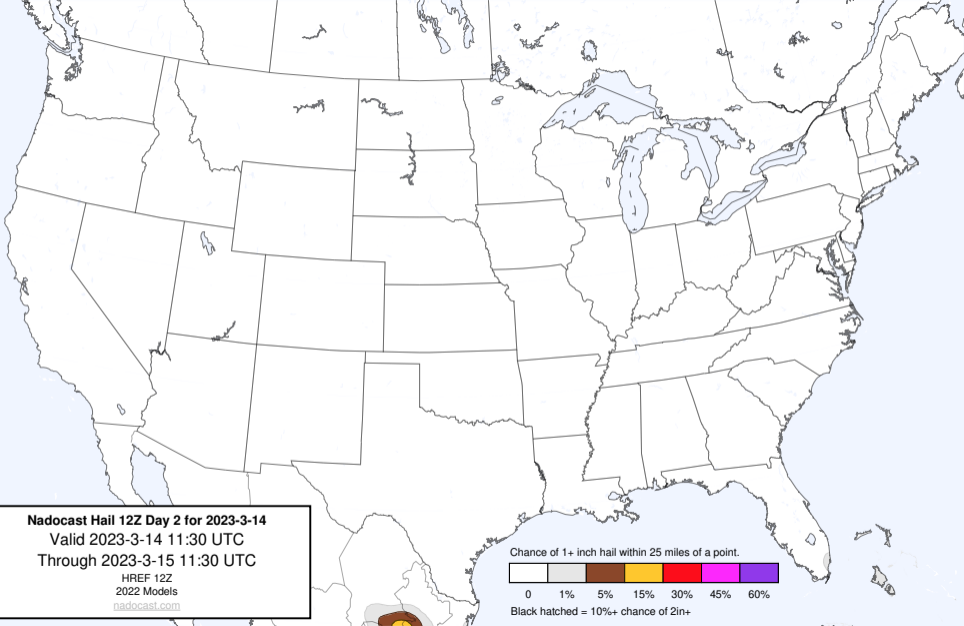 Nadocast Hail 12Z Day 2 for 2023-3-14
Valid 2023-3-14 11:30 UTC
Through 2023-3-15 11:30 UTC
HREF 12Z
2022 Models
nadocast.com
Chance of 1+ inch hail within 25 miles of a point.
0 1% 5% 15% 30% 45% 60%
Black hatched = 10%+ chance of 2in+